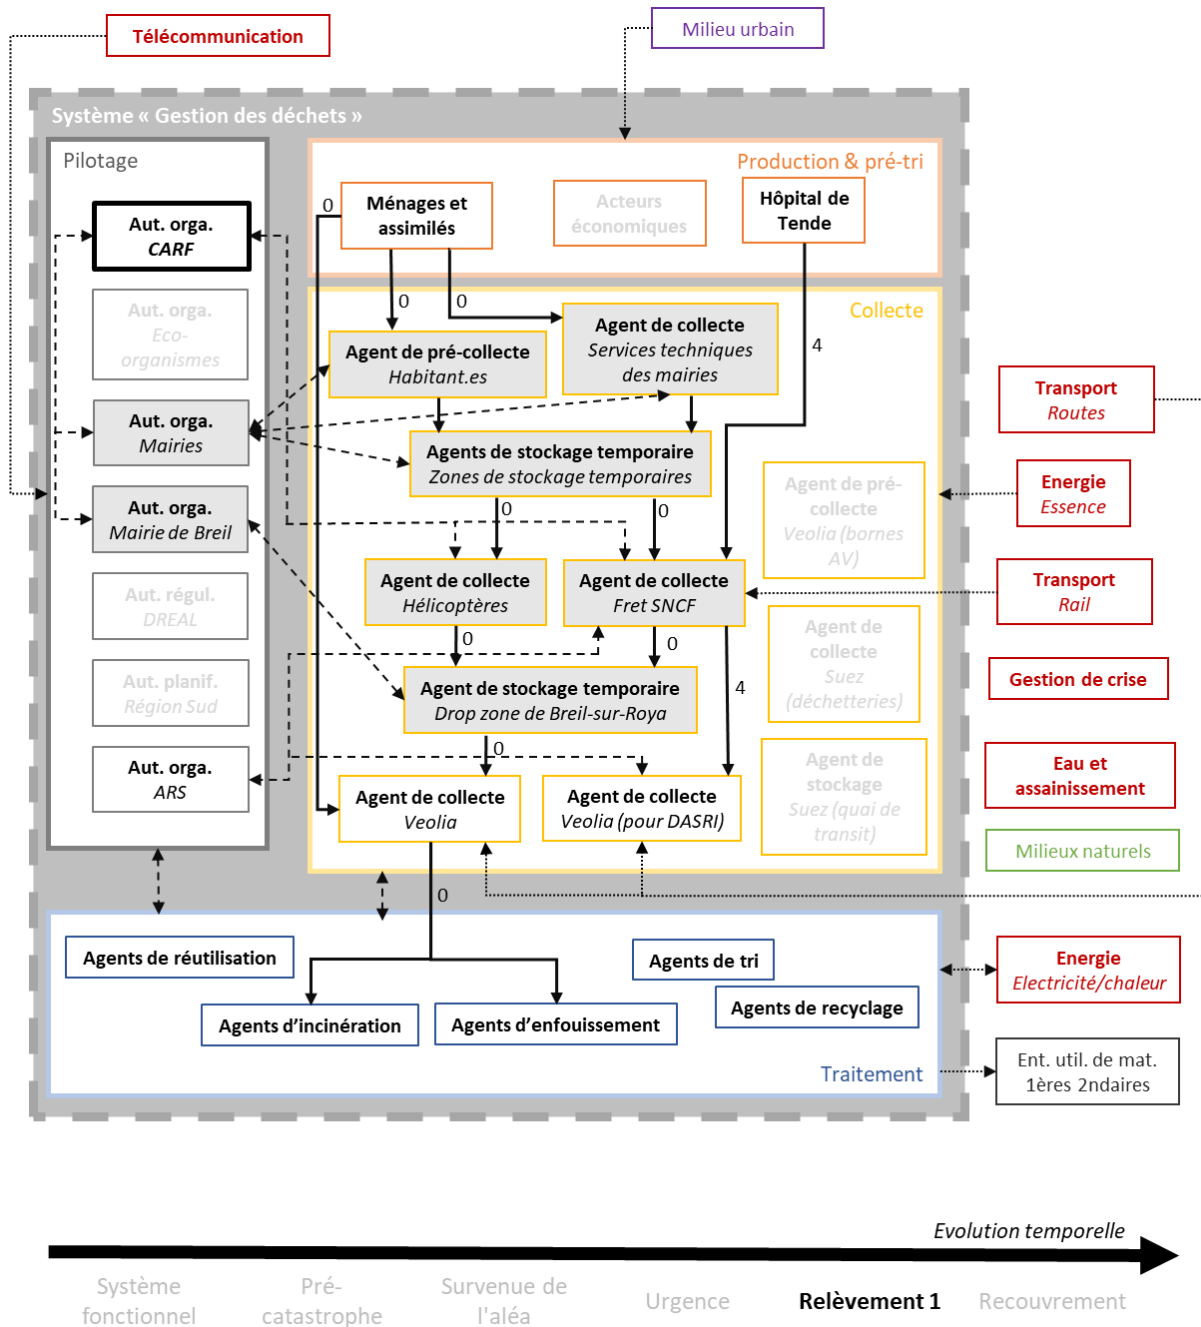 Télécommunication
Milieu urbain
Système « Gestion des déchets »
Pilotage
Aut. orga.
CARF
Aut. orga.
Eco-
organismes
Aut. orga.
Mairies
Aut. orga.
Mairie de Breil
Aut. régul.
DREAL
Aut. planif.
Région Sud
Aut. orga.
ARS
Production & pré-tri
Ménages et
assimilés
Acteurs
économiques
Hôpital de
Tende
0
0
0
4
Collecte
Agent de pré-collecte
Habitant.es
Agent de collecte
Services techniques
des mairies
Agents de stockage temporaire
Zones de stockage temporaires
0
0
Agent de pré-
collecte
Veolia (bornes
AV)
Agent de collecte
Hélicoptères
Agent de collecte
Fret SNCF
0
0
4
Agent de
collecte
Suez
(déchetteries)
Agent de stockage temporaire
Drop zone de Breil-sur-Roya
0
Agent de
stockage
Suez (quai de
transit)
Agent de collecte
Veolia
Agent de collecte
Veolia (pour DASRI)
0
Agents de réutilisation
Agents de tri
Agents d'incinération
Agents d'enfouissement
Agents de recyclage
Traitement
Transport
Routes
Energie
Essence
Transport
Rail
Gestion de crise
Eau et
assainissement
Milieux naturels
Energie
Electricité/chaleur
Ent. util. de mat.
1ères 2ndaires
Evolution temporelle
Système
fonctionnel
Pré-
catastrophe
Survenue de
l'aléa
Urgence
Relèvement 1
Recouvrement